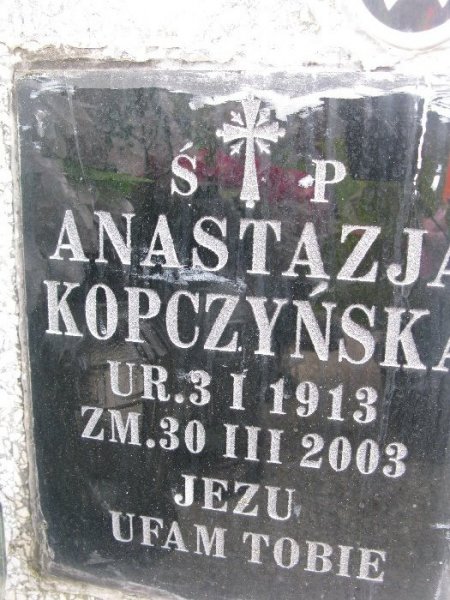 Ś P
ANASTAZJA
KOPCZYŃSKA
UR.3 I 1913
ZM.30 III 2003
JEZU
UFAM TOBIE